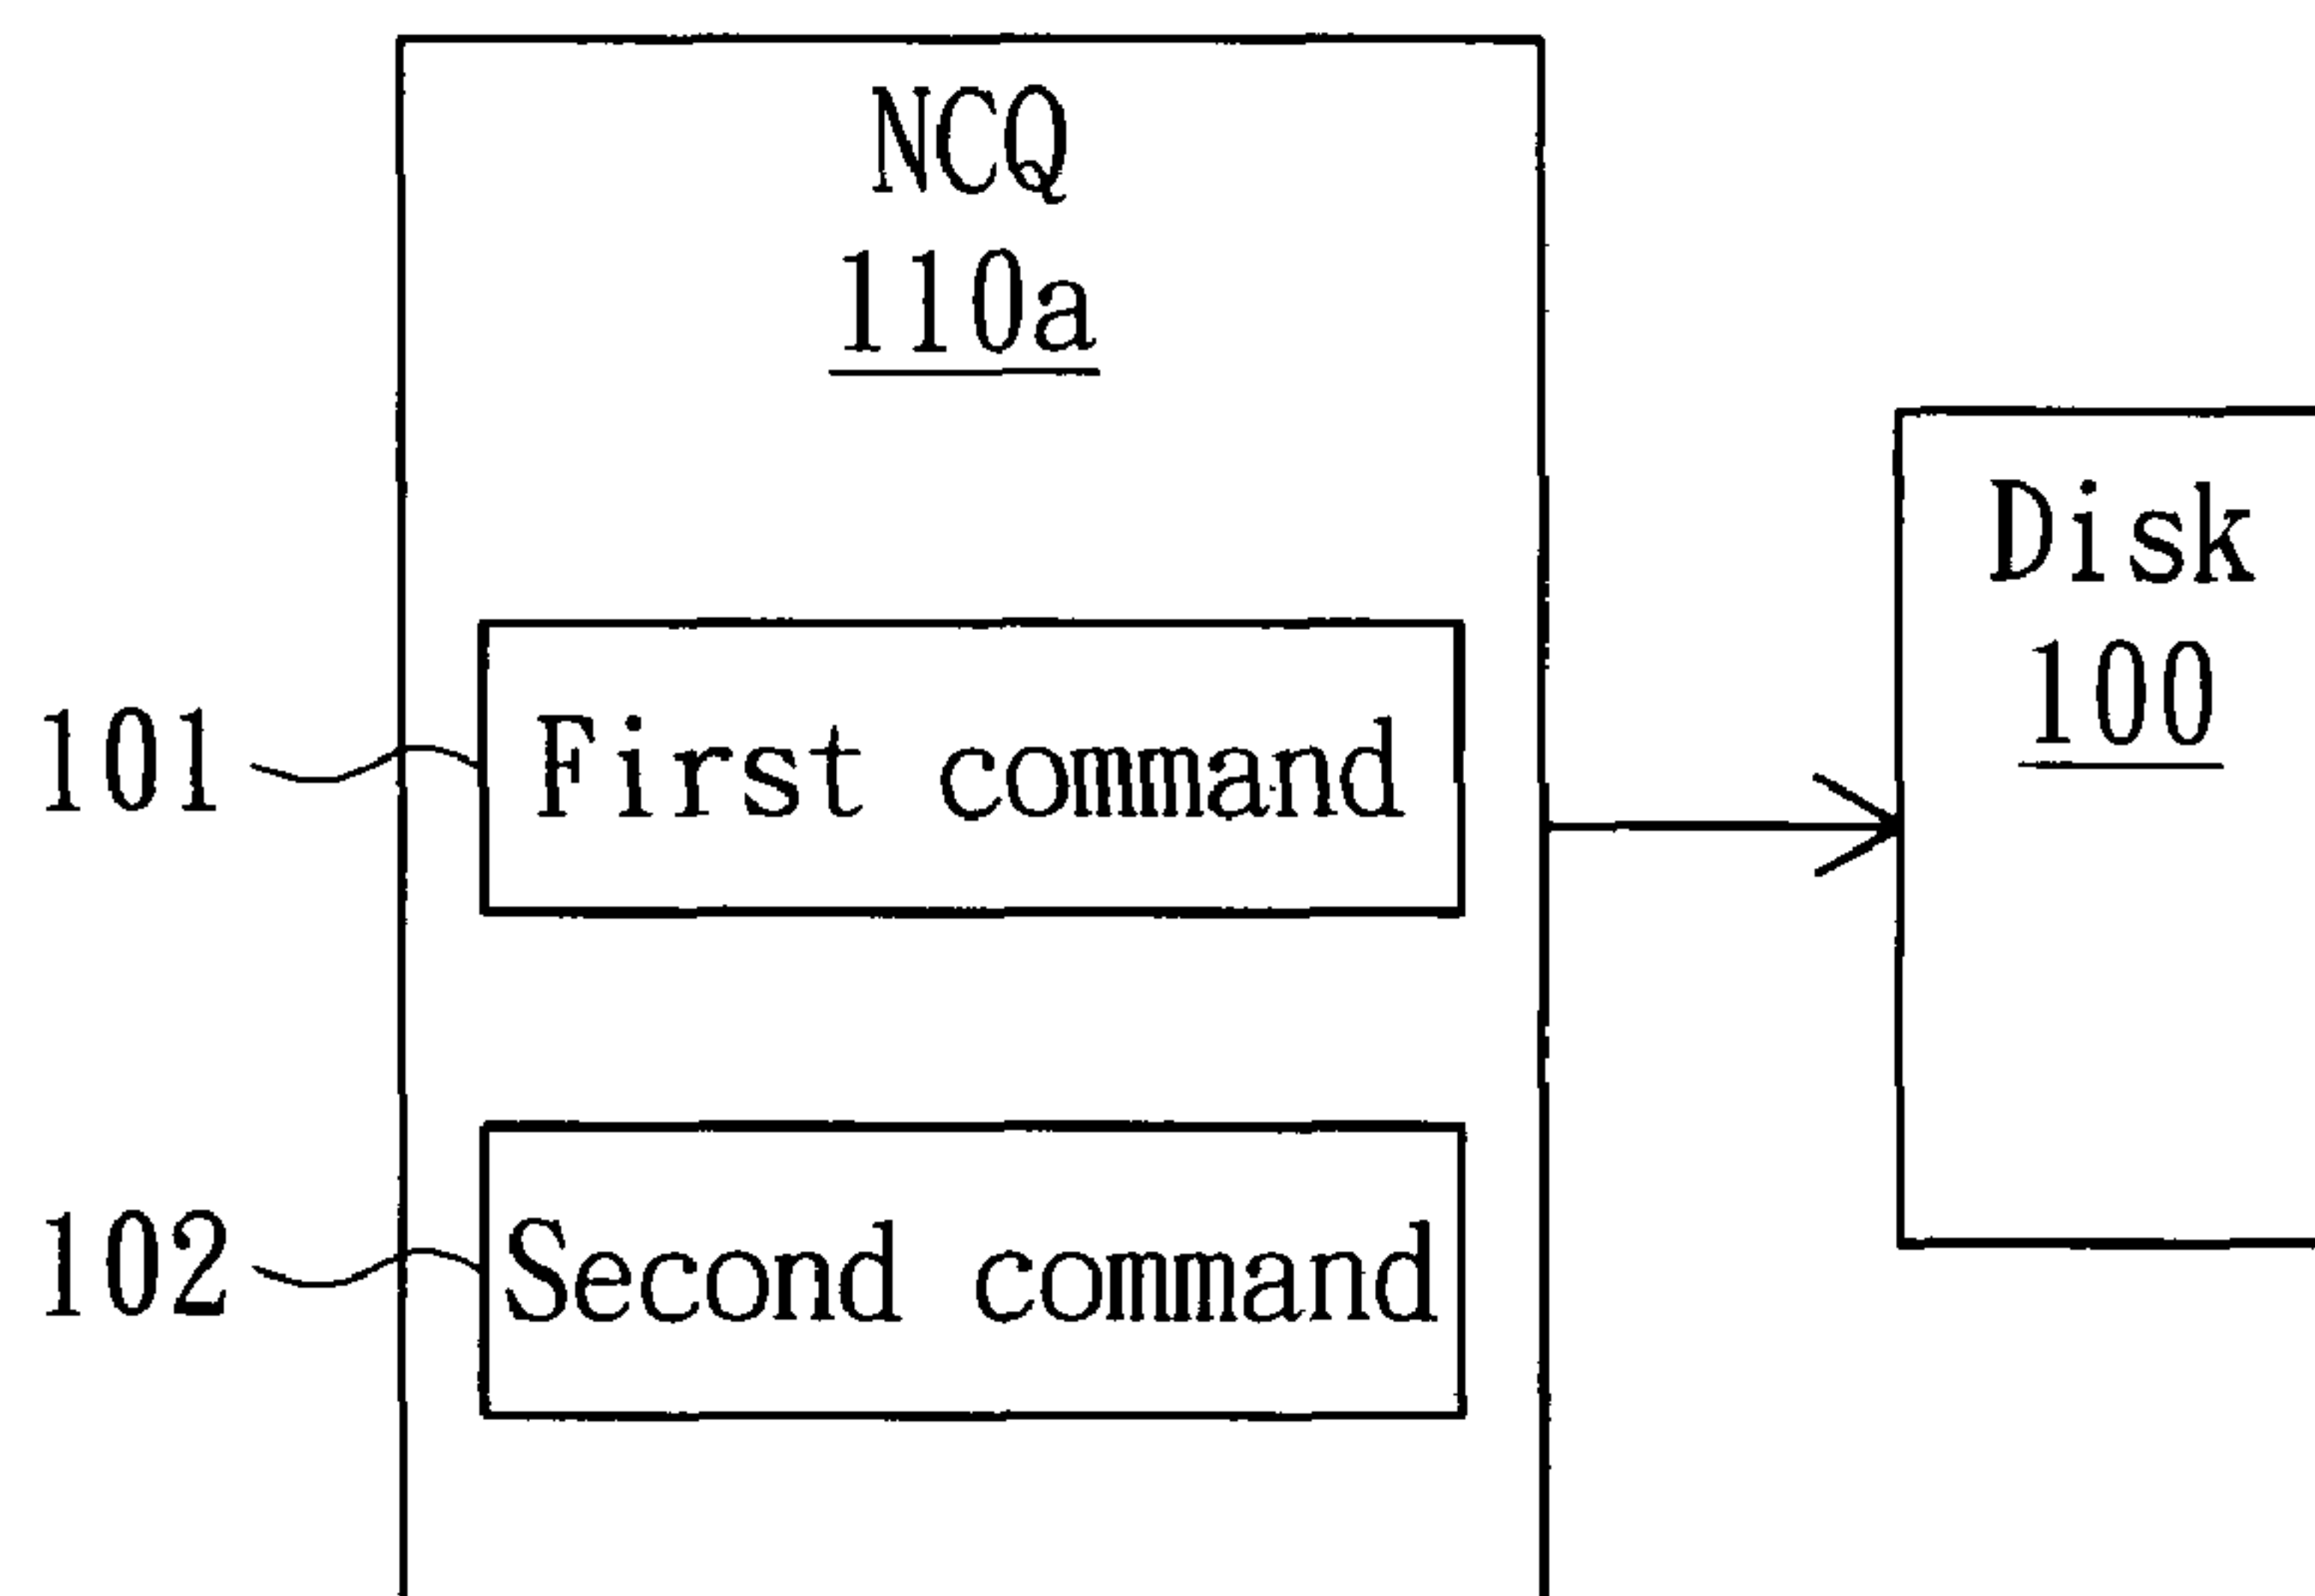 NCQ
110a
Disk
100
101
First command
102
Second command